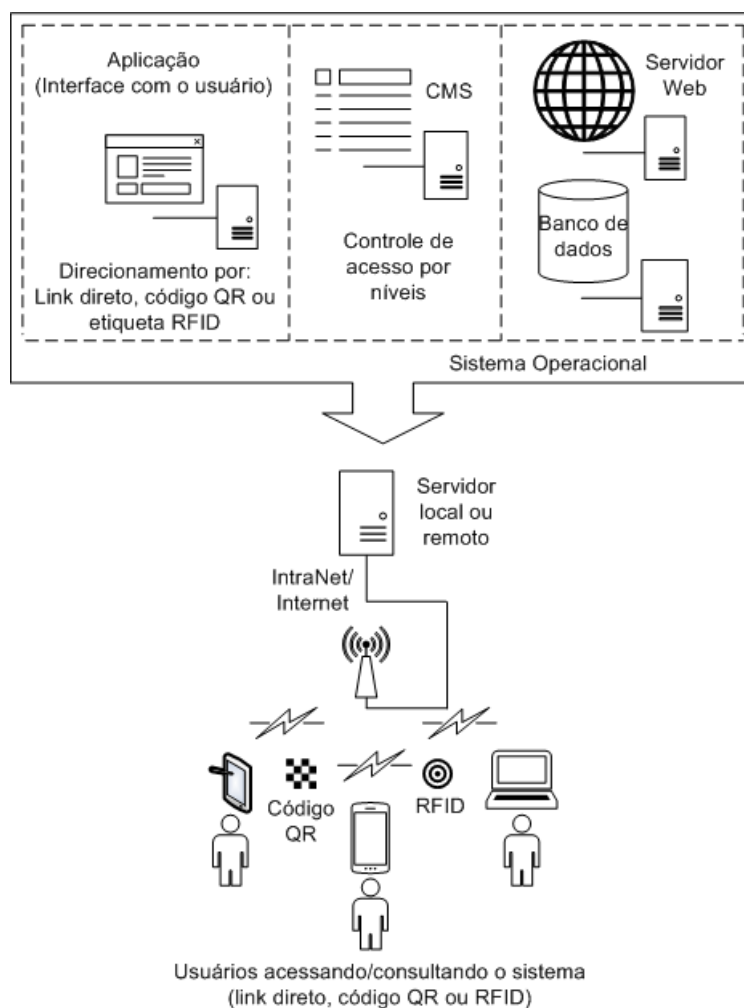 Aplicação
(Interface com o usuário)
Direcionamento por:
Link direto, código QR ou
etiqueta RFID
CMS
Controle de
acesso por
níveis
Servidor
Web
Banco de
dados
Sistema Operacional
Servidor
local ou
remoto
IntraNet/
Internet
Código
QR
RFID
Usuários acessando/consultando o sistema
(link direto, código QR ou RFID)